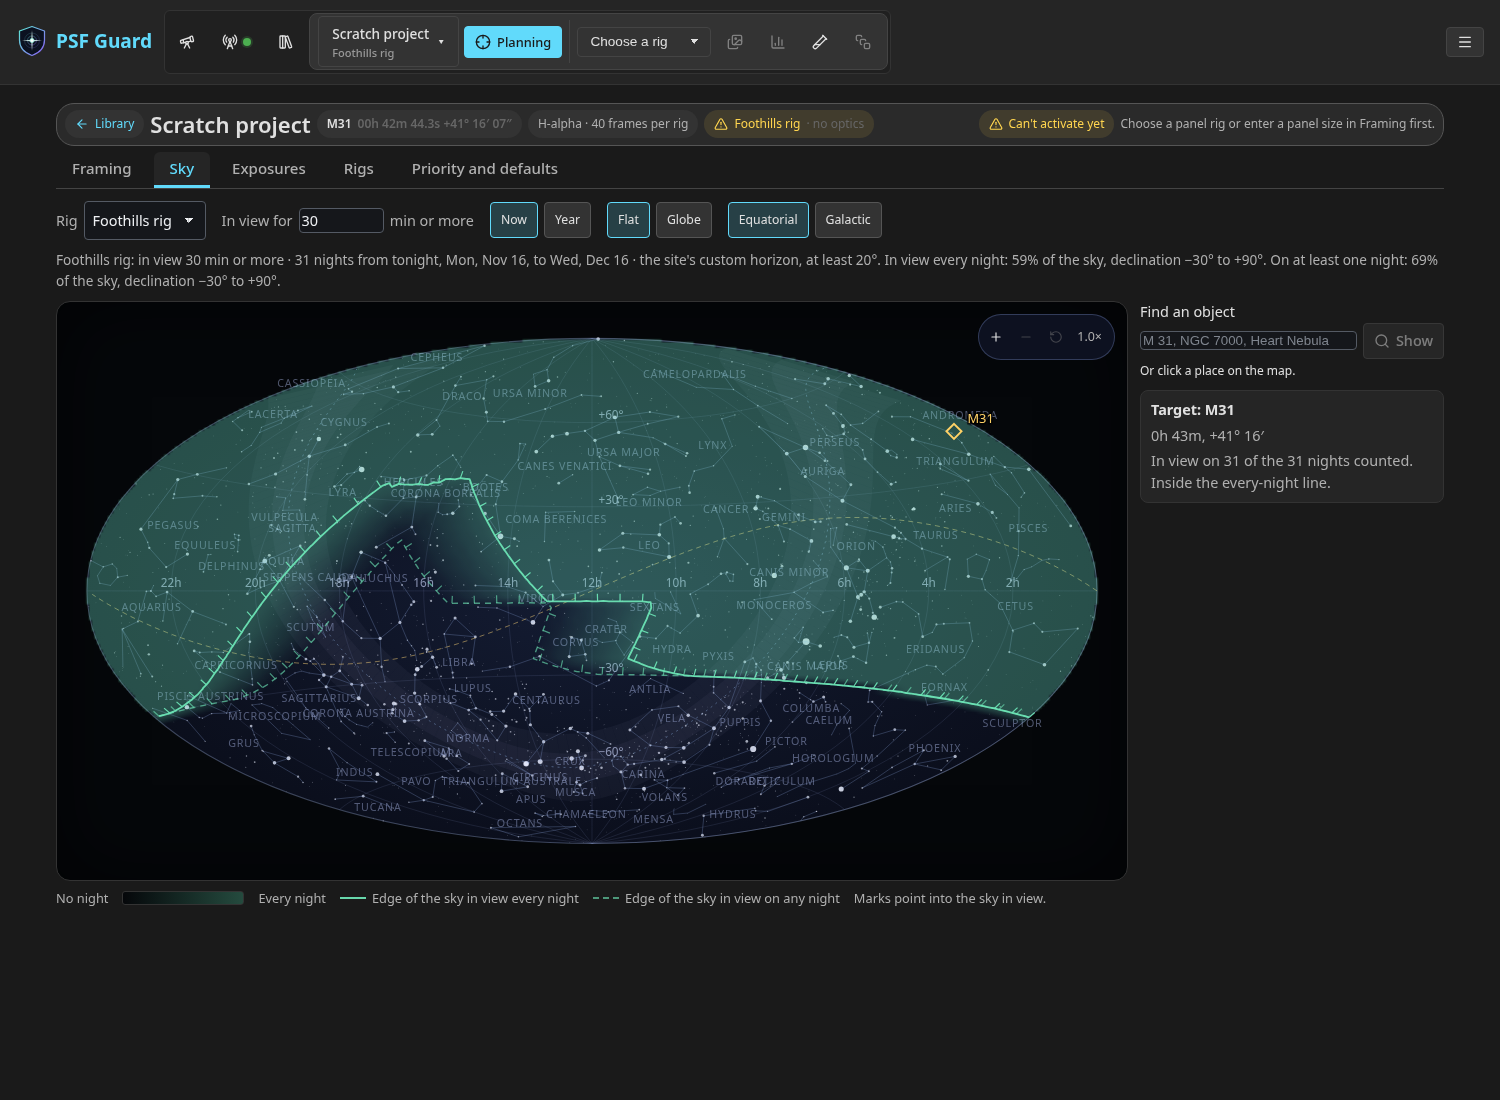 PSF Guard
Scratch project
Foothills rig
Planning
Choose a rig
Library
Scratch project
M31 00h 42m 44.3s +41° 16′ 07″
H-alpha · 40 frames per rig
Foothills rig · no optics
Can't activate yet
Choose a panel rig or enter a panel size in Framing first.
Framing
Sky
Exposures
Rigs
Priority and defaults
Rig
Foothills rig
In view for
30
min or more
Now
Year
Flat
Globe
Equatorial
Galactic
Foothills rig: in view 30 min or more · 31 nights from tonight, Mon, Nov 16, to Wed, Dec 16 · the site's custom horizon, at least 20°. In view every night: 59% of the sky, declination −30° to +90°. On at least one night: 69%
of the sky, declination −30° to +90°.
1.0×
CEPHEUS
CASSIOPEIA
CAMELOPARDALIS
DRACO
URSA MINOR
LACERTA
CYGNUS
+60°
ANDROMEDA
M31
URSA MAJOR
LYNX
PERSEUS
CANES VENATICI
AURIGA
TRIANGULUM
HERCULES
BOOTES
LYRA
CORONA BOREALIS
+30°
LEO MINOR
CANCER
GEMINI
ARIES
VULPECULA
SAGITTA
PEGASUS
COMA BERENICES
PISCES
EQUULEUS
LEO
ORION
TAURUS
DELPHINUS
AQUILA
SERPENS CAUDA
OPHIUCHUS
CANIS MINOR
22h
20h
18h
16h
14h
12h
10h
8h
6h
4h
2h
AQUARIUS
VIRGO
SEXTANS
MONOCEROS
CETUS
SCUTUM
CRATER
CORVUS
CAPRICORNUS
LIBRA
HYDRA
PYXIS
ERIDANUS
−30°
CANIS MAJOR
LEPUS
PISCIS AUSTRINUS
SAGITTARIUS
SCORPIUS
LUPUS
CENTAURUS
ANTLIA
FORNAX
MICROSCOPIUM
CORONA AUSTRINA
VELA
PUPPIS
COLUMBA
CAELUM
SCULPTOR
GRUS
NORMA
PICTOR
TELESCOPIUM
ARA
−60°
PHOENIX
HOROLOGIUM
INDUS
CRUX
CARINA
PAVO
TRIANGULUM AUSTRALE
CIRCINUS
DORADO
RETICULUM
MUSCA
APUS
VOLANS
TUCANA
CHAMAELEON
MENSA
HYDRUS
OCTANS
Find an object
M 31, NGC 7000, Heart Nebula
Show
Or click a place on the map.
Target: M31
0h 43m, +41° 16′
In view on 31 of the 31 nights counted.
Inside the every-night line.
No night
Every night
Edge of the sky in view every night
Edge of the sky in view on any night
Marks point into the sky in view.